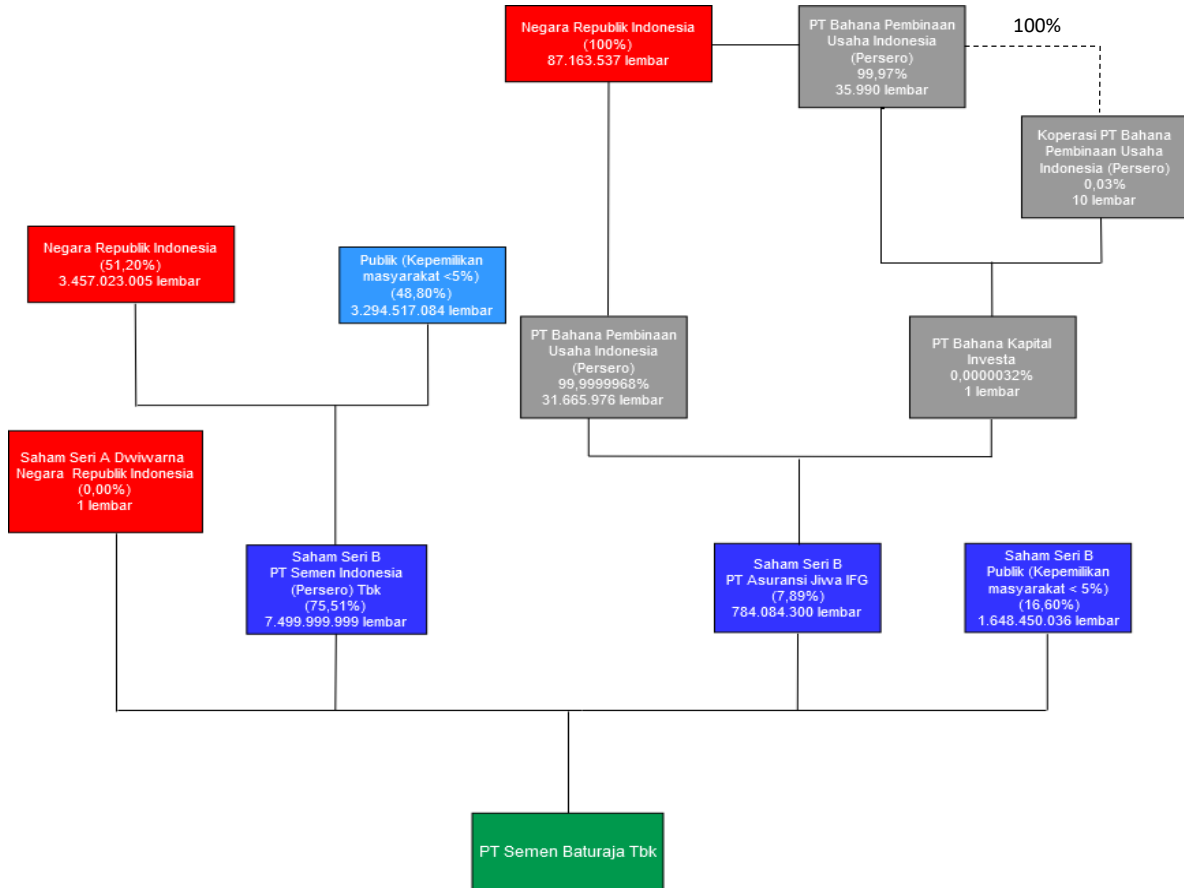 Negara Republik Indonesia
(100%)
87.163.537 lembar
PT Bahana Pembinaan
Usaha Indonesia
(Persero)
99,97%
35.990 lembar
100%
Koperasi PT Bahana
Pembinaan Usaha
Indonesia (Persero)
0,03%
10 lembar
Negara Republik Indonesia
(51,20%)
3.457.023.005 lembar
Publik (Kepemilikan
masyarakat <5%)
(48,80%)
3.294.517.084 lembar
PT Bahana Pembinaan
Usaha Indonesia
(Persero)
99,9999968%
31.665.976 lembar
PT Bahana Kapital
Investa
0,0000032%
1 lembar
Saham Seri A Dwiwarna
Negara Republik Indonesia
(0,00%)
1 lembar
Saham Seri B
PT Semen Indonesia
(Persero) Tbk
(75,51%)
7.499.999.999 lembar
Saham Seri B
PT Asuransi Jiwa IFG
(7,89%)
784.084.300 lembar
Saham Seri B
Publik (Kepemilikan
masyarakat < 5%)
(16,60%)
1.648.450.036 lembar
PT Semen Baturaja Tbk